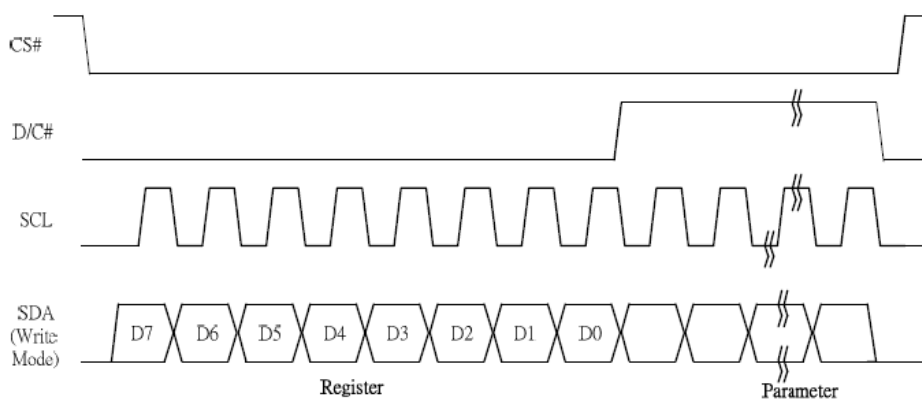 CS#
D/C#
SCL
SDA
(Write
Mode)
D7 D6 D5 D4 D3 D2 D1 D0
Register Parameter